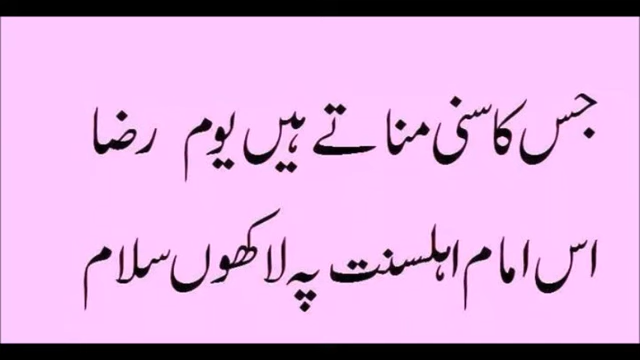 جس کا سنی مناتے ہیں یوم رضا
اس امام اہلسنت پہ لاکھوں سلام